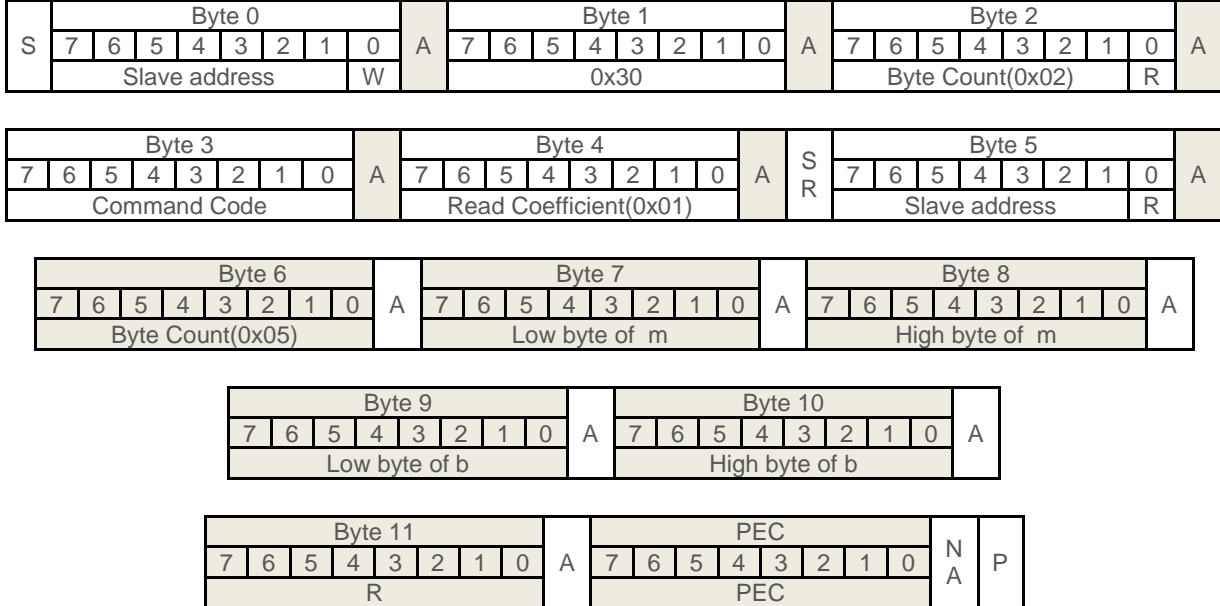 Byte 0 Byte 1 Byte 2
S 7 6 5 4 3 2 1 0 A 7 6 5 4 3 2 1 0 A 7 6 5 4 3 2 1 0 A
Slave address W 0x30 Byte Count(0x02) R
Byte 3 Byte 4 Byte 5
7 6 5 4 3 2 1 0 A 7 6 5 4 3 2 1 0 A S R 7 6 5 4 3 2 1 0 A
Command Code Read Coefficient(0x01) Slave address R
Byte 6 Byte 7 Byte 8
7 6 5 4 3 2 1 0 A 7 6 5 4 3 2 1 0 A 7 6 5 4 3 2 1 0 A
Byte Count(0x05) Low byte of m High byte of m
Byte 9 Byte 10
7 6 5 4 3 2 1 0 A 7 6 5 4 3 2 1 0 A
Low byte of b High byte of b
Byte 11 PEC
7 6 5 4 3 2 1 0 A 7 6 5 4 3 2 1 0 N A P
R PEC